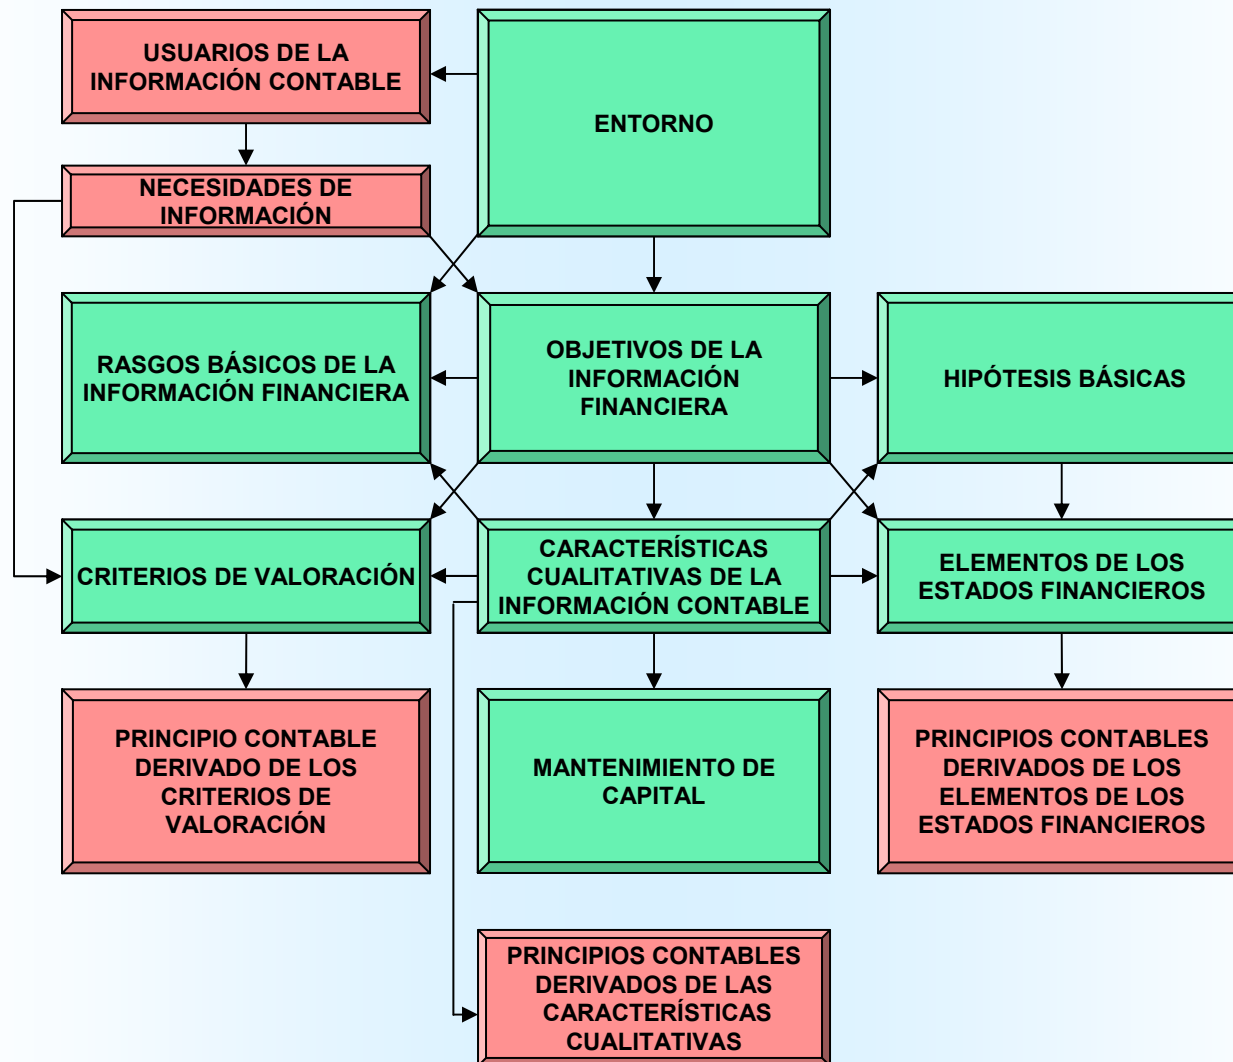 USUARIOS DE LA
INFORMACIÓN CONTABLE
ENTORNO
NECESIDADES DE
INFORMACIÓN
RASGOS BÁSICOS DE LA
INFORMACIÓN FINANCIERA
OBJETIVOS DE LA
INFORMACIÓN
FINANCIERA
HIPÓTESIS BÁSICAS
CRITERIOS DE VALORACIÓN
CARACTERÍSTICAS
CUALITATIVAS DE LA
INFORMACIÓN CONTABLE
ELEMENTOS DE LOS
ESTADOS FINANCIEROS
PRINCIPIO CONTABLE
DERIVADO DE LOS
CRITERIOS DE
VALORACIÓN
MANTENIMIENTO DE
CAPITAL
PRINCIPIOS CONTABLES
DERIVADOS DE LOS
ELEMENTOS DE LOS
ESTADOS FINANCIEROS
PRINCIPIOS CONTABLES
DERIVADOS DE LAS
CARACTERÍSTICAS
CUALITATIVAS